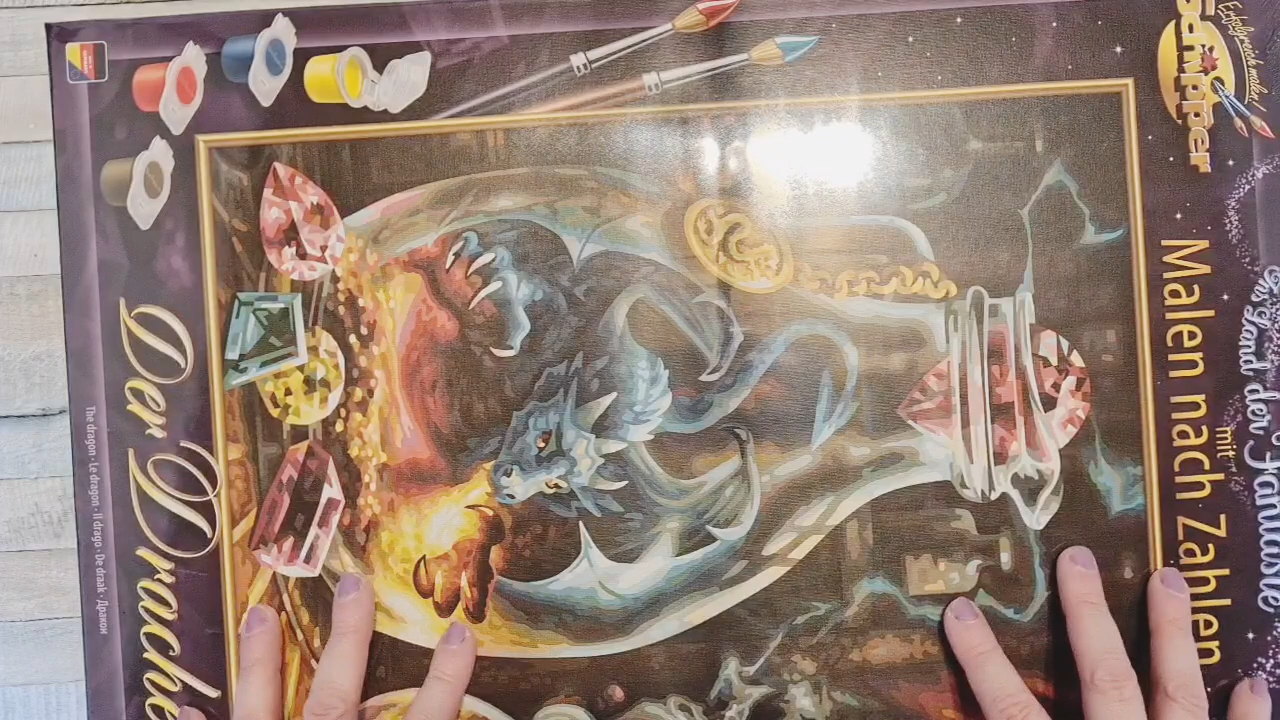 Schipper
Erfolgreich malen!
Ins Land der Fantasie
mit
Malen nach Zahlen
Der Drache
The dragon · Le dragon · Il drago · De draak · Дракон